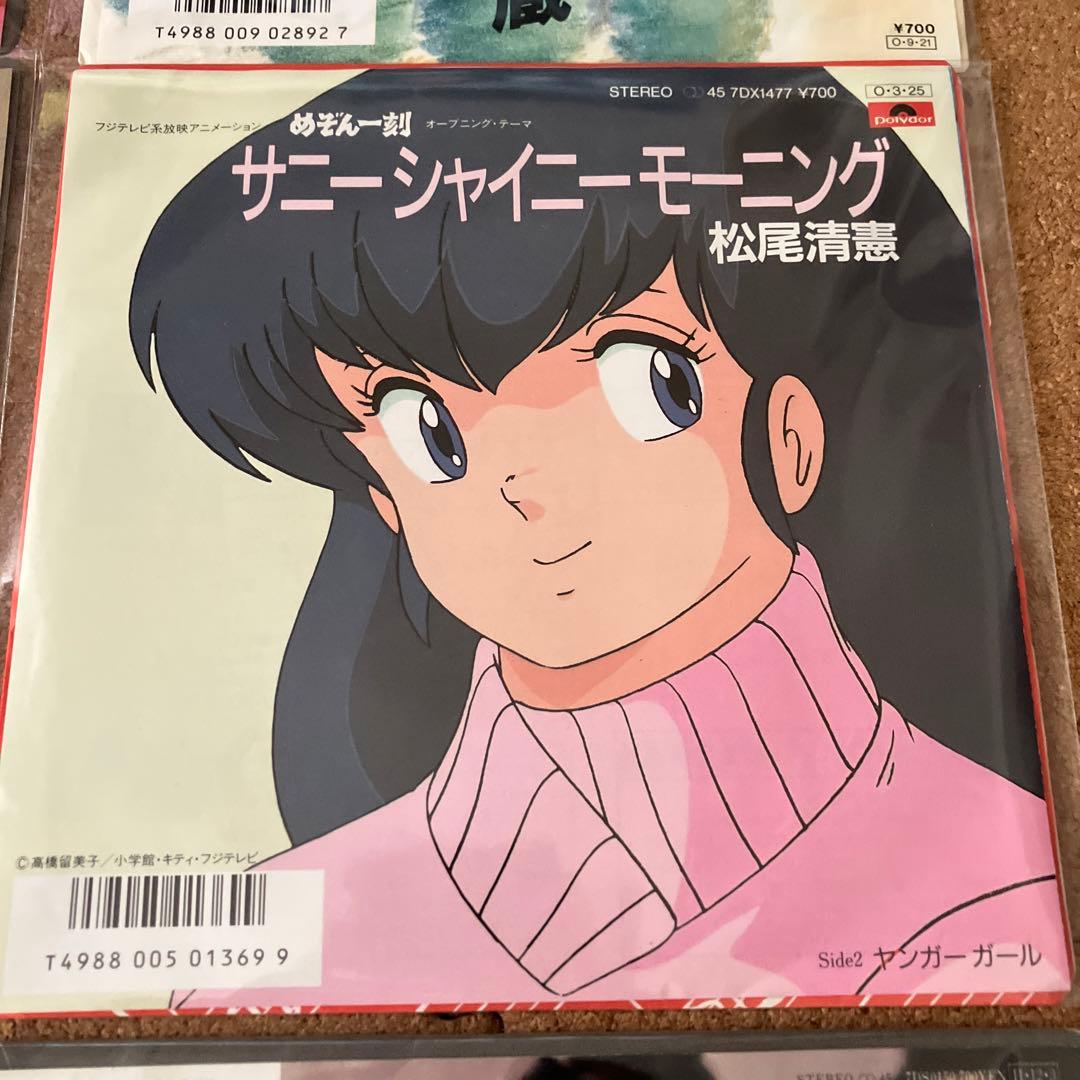 T4988 009 02892 7
蔵
¥700
O・9・21
STEREO 45 7DX1477 ¥700
O・3・25
polydor
フジテレビ系放映アニメーション めぞん一刻 オープニング・テーマ
サニーシャイニーモーニング
松尾清憲
©高橋留美子／小学館・キティ・フジテレビ
T4988 005 01369 9
Side2 ヤンガー ガール
STEREO 45